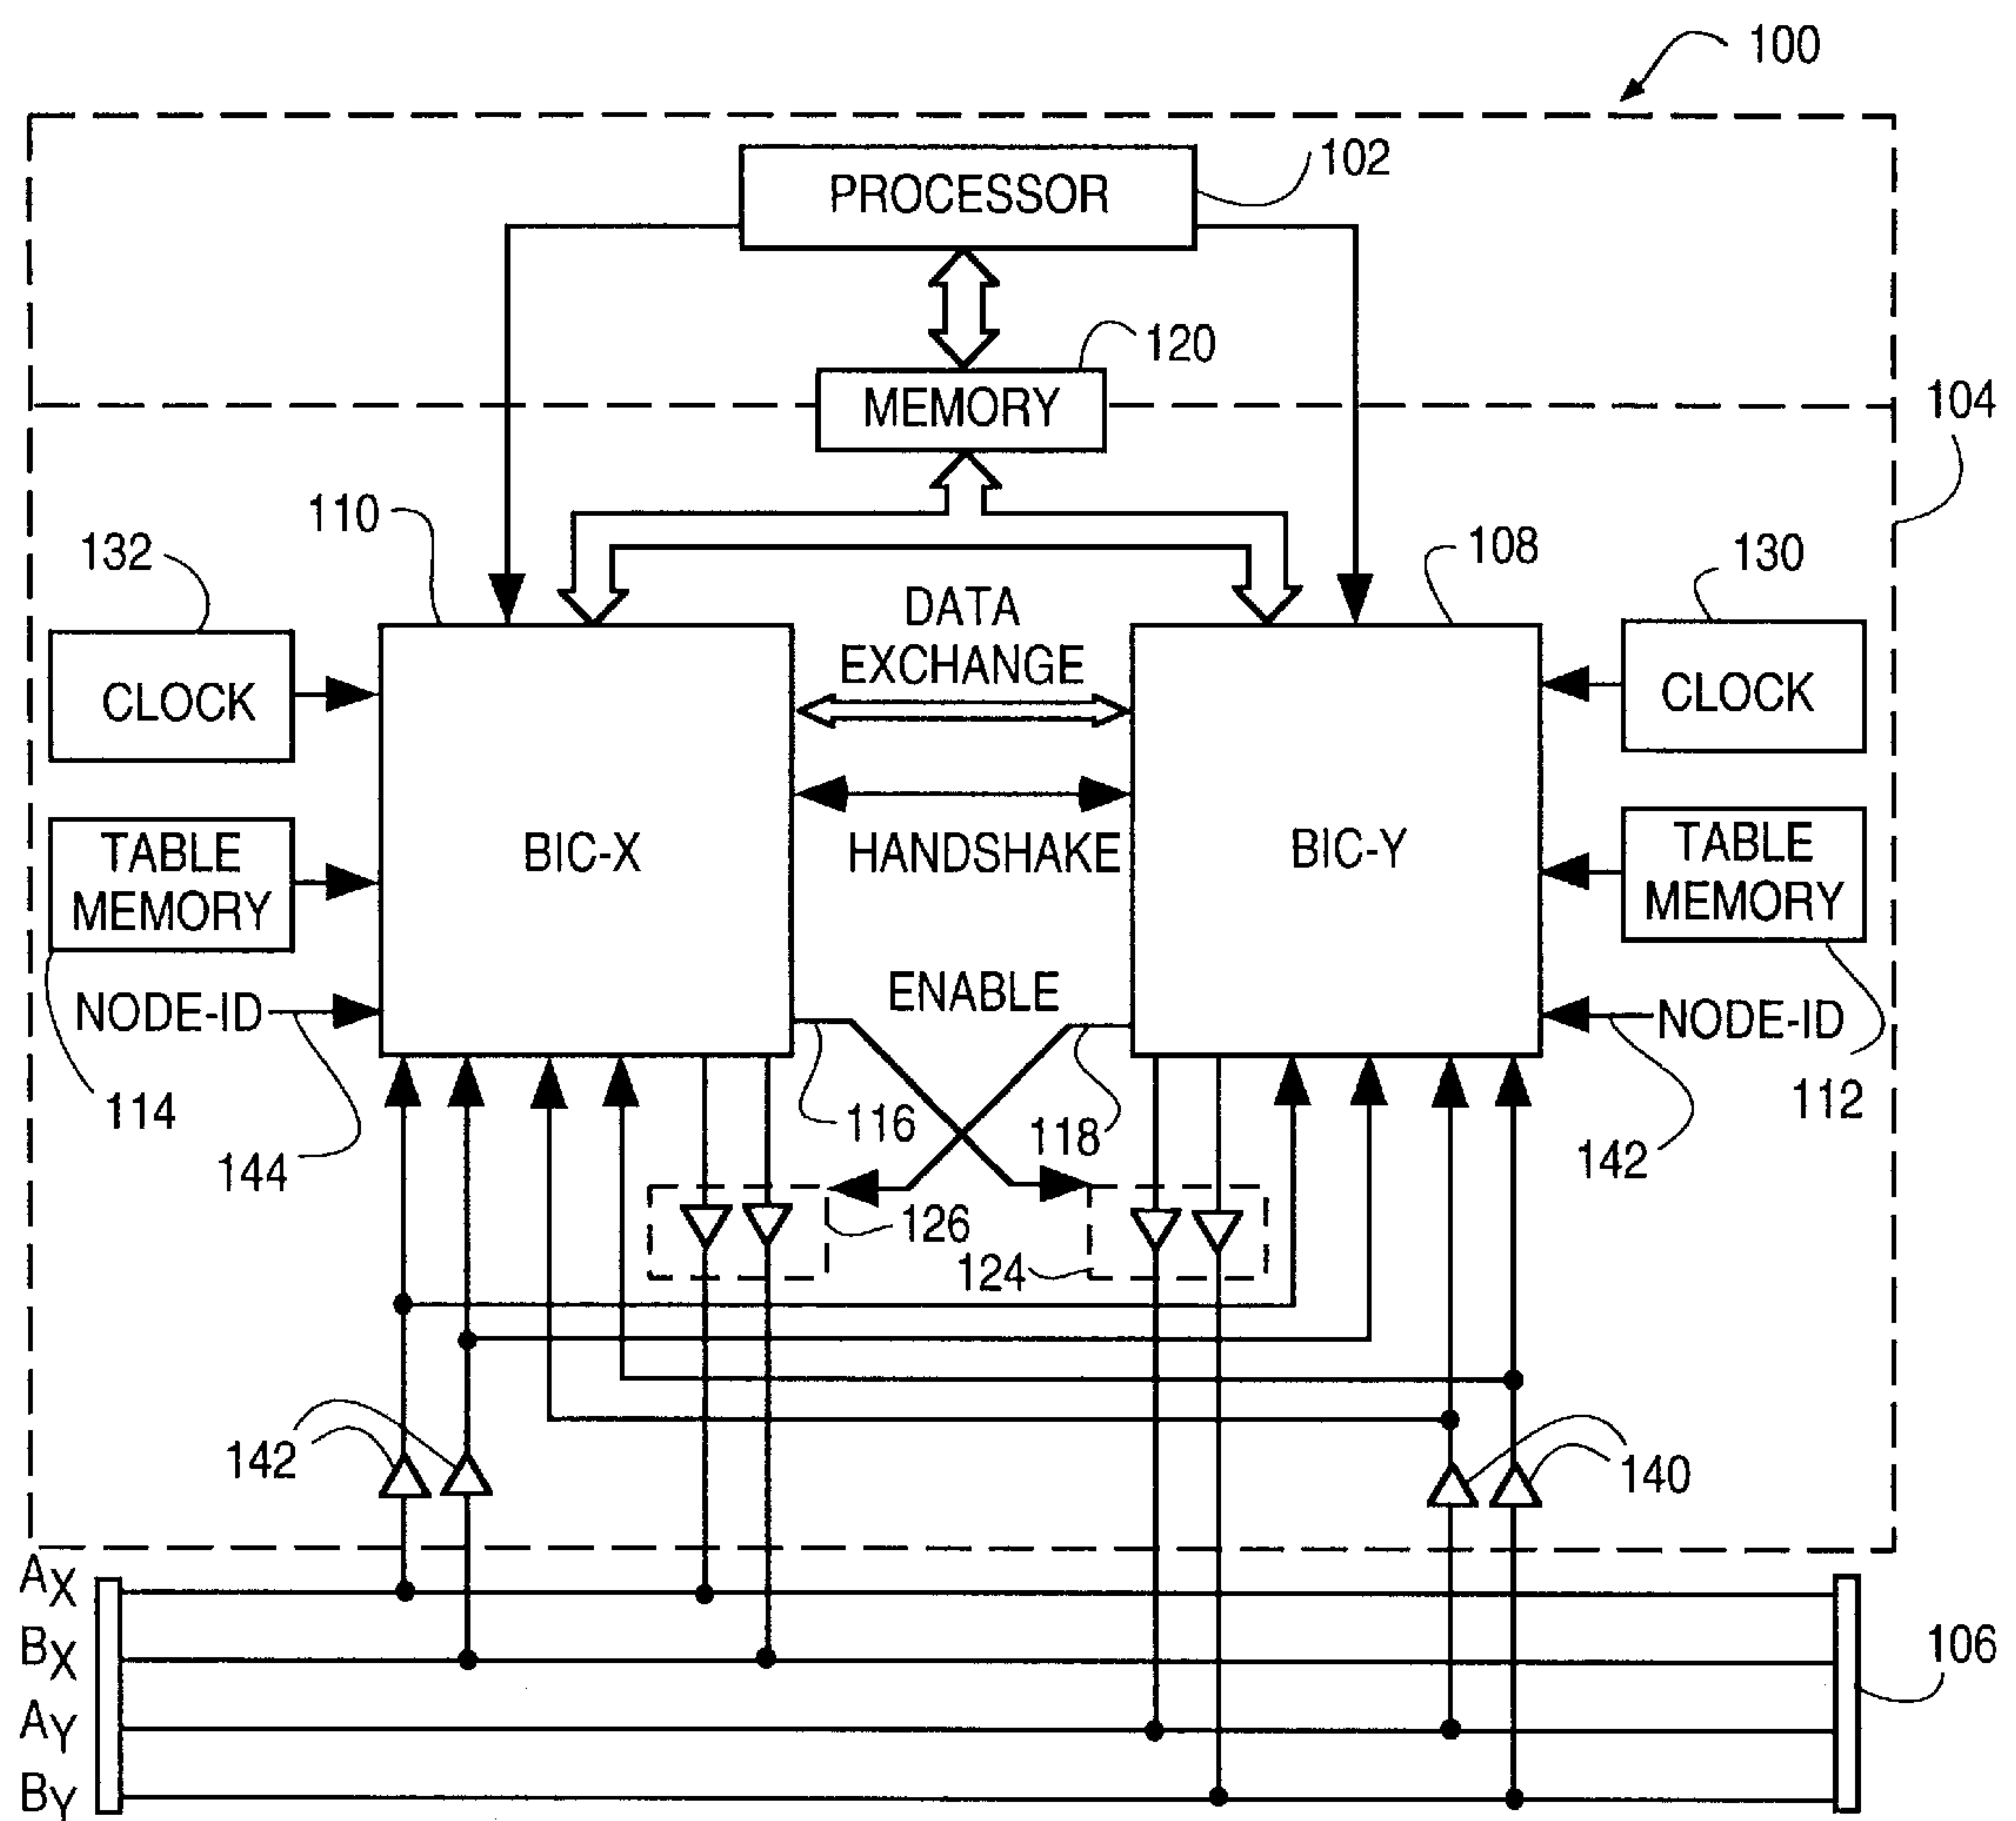 100
PROCESSOR
102
MEMORY
120
104
110
108
132
CLOCK
DATA
EXCHANGE
130
CLOCK
TABLE
MEMORY
BIC-X
HANDSHAKE
BIC-Y
TABLE
MEMORY
NODE-ID
ENABLE
NODE-ID
114
144
116
118
142
112
126
124
142
140
AX
BX
AY
BY
106